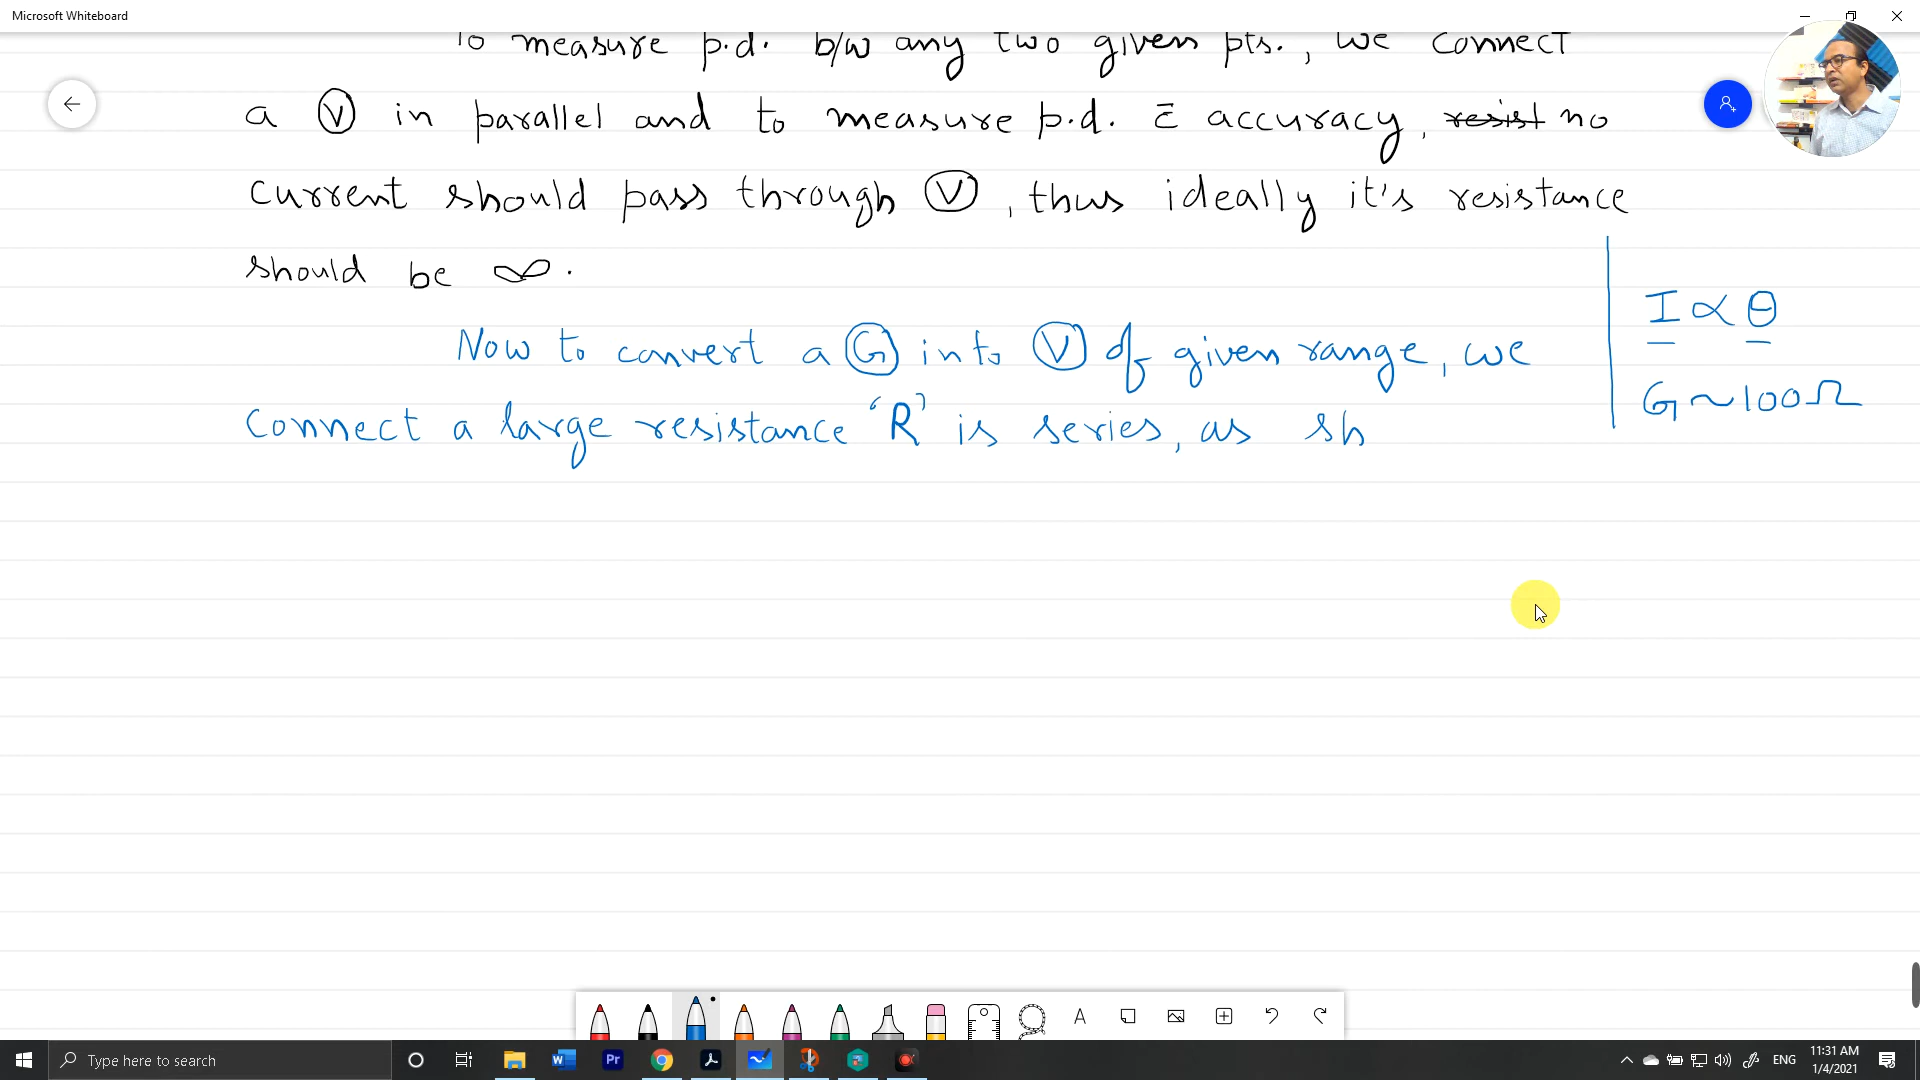 Microsoft Whiteboard
To measure p.d. b/w any two given pts., we connect
a Ⓥ in parallel and to measure p.d. c̄ accuracy, resist no
current should pass through Ⓥ, thus ideally it's resistance
should be ∞.
Now to convert a Ⓖ into Ⓥ of given range, we
connect a large resistance 'R' is series, as sh
I ∝ θ
G ~ 100 Ω
Type here to search
ENG
11:31 AM
1/4/2021